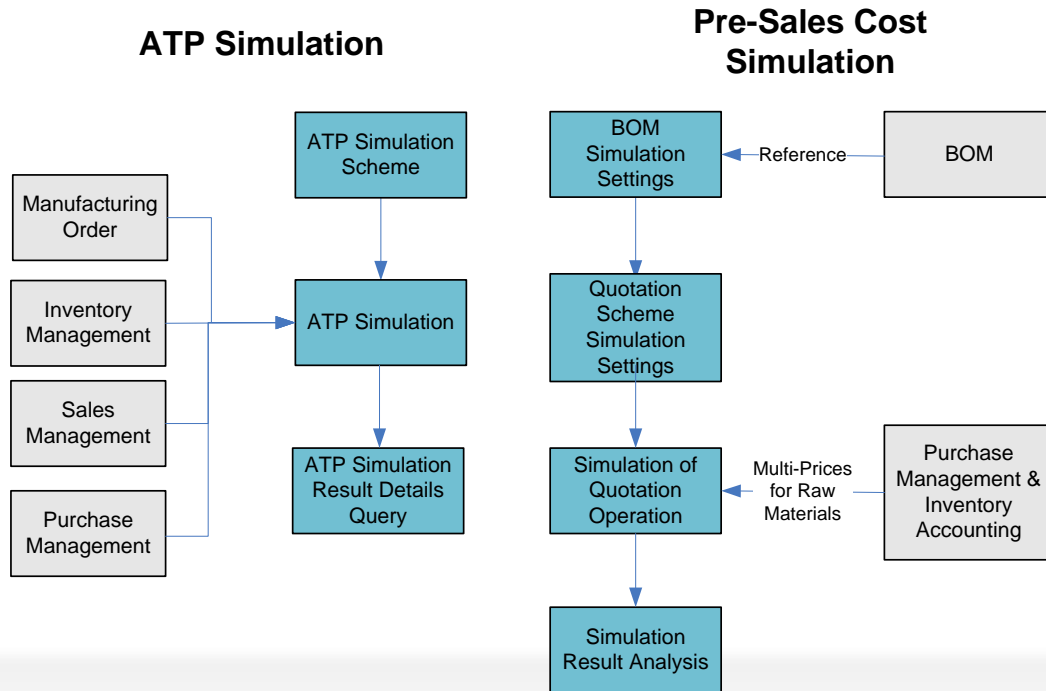 ATP Simulation
Pre-Sales Cost
Simulation
ATP Simulation
Scheme
Manufacturing
Order
Inventory
Management
ATP Simulation
Sales
Management
Purchase
Management
ATP Simulation
Result Details
Query
BOM
Simulation
Settings
Reference
BOM
Quotation
Scheme
Simulation
Settings
Simulation of
Quotation
Operation
Multi-Prices
for Raw
Materials
Purchase
Management &
Inventory
Accounting
Simulation
Result Analysis